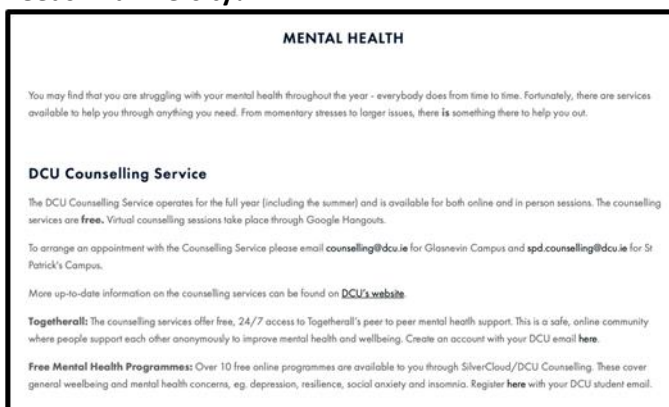 MENTAL HEALTH
You may find that you are struggling with your mental health throughout the year - everybody does from time to time. Fortunately, there are services
available to help you through anything you need. From momentary stresses to larger issues, there is something there to help you out.
DCU Counselling Service
The DCU Counselling Service operates for the full year (including the summer) and is available for both online and in person sessions. The counselling
services are free. Virtual counselling sessions take place through Google Hangouts.
To arrange an appointment with the Counselling Service please email counselling@dcu.ie for Glasnevin Campus and spd.counselling@dcu.ie for St
Patrick's Campus.
More up-to-date information on the counselling services can be found on DCU's website.
Togetherall: The counselling services offer free, 24/7 access to Togetherall's peer to peer mental heatlh support. This is a safe, online community
where people support each other anonymously to improve mental health and wellbeing. Create an account with your DCU email here.
Free Mental Health Programmes: Over 10 free online programmes are available to you through SilverCloud/DCU Counselling. These cover
general weelbeing and mental health concerns, eg. depression, resilience, social anxiety and insomnia. Register here with your DCU student email.